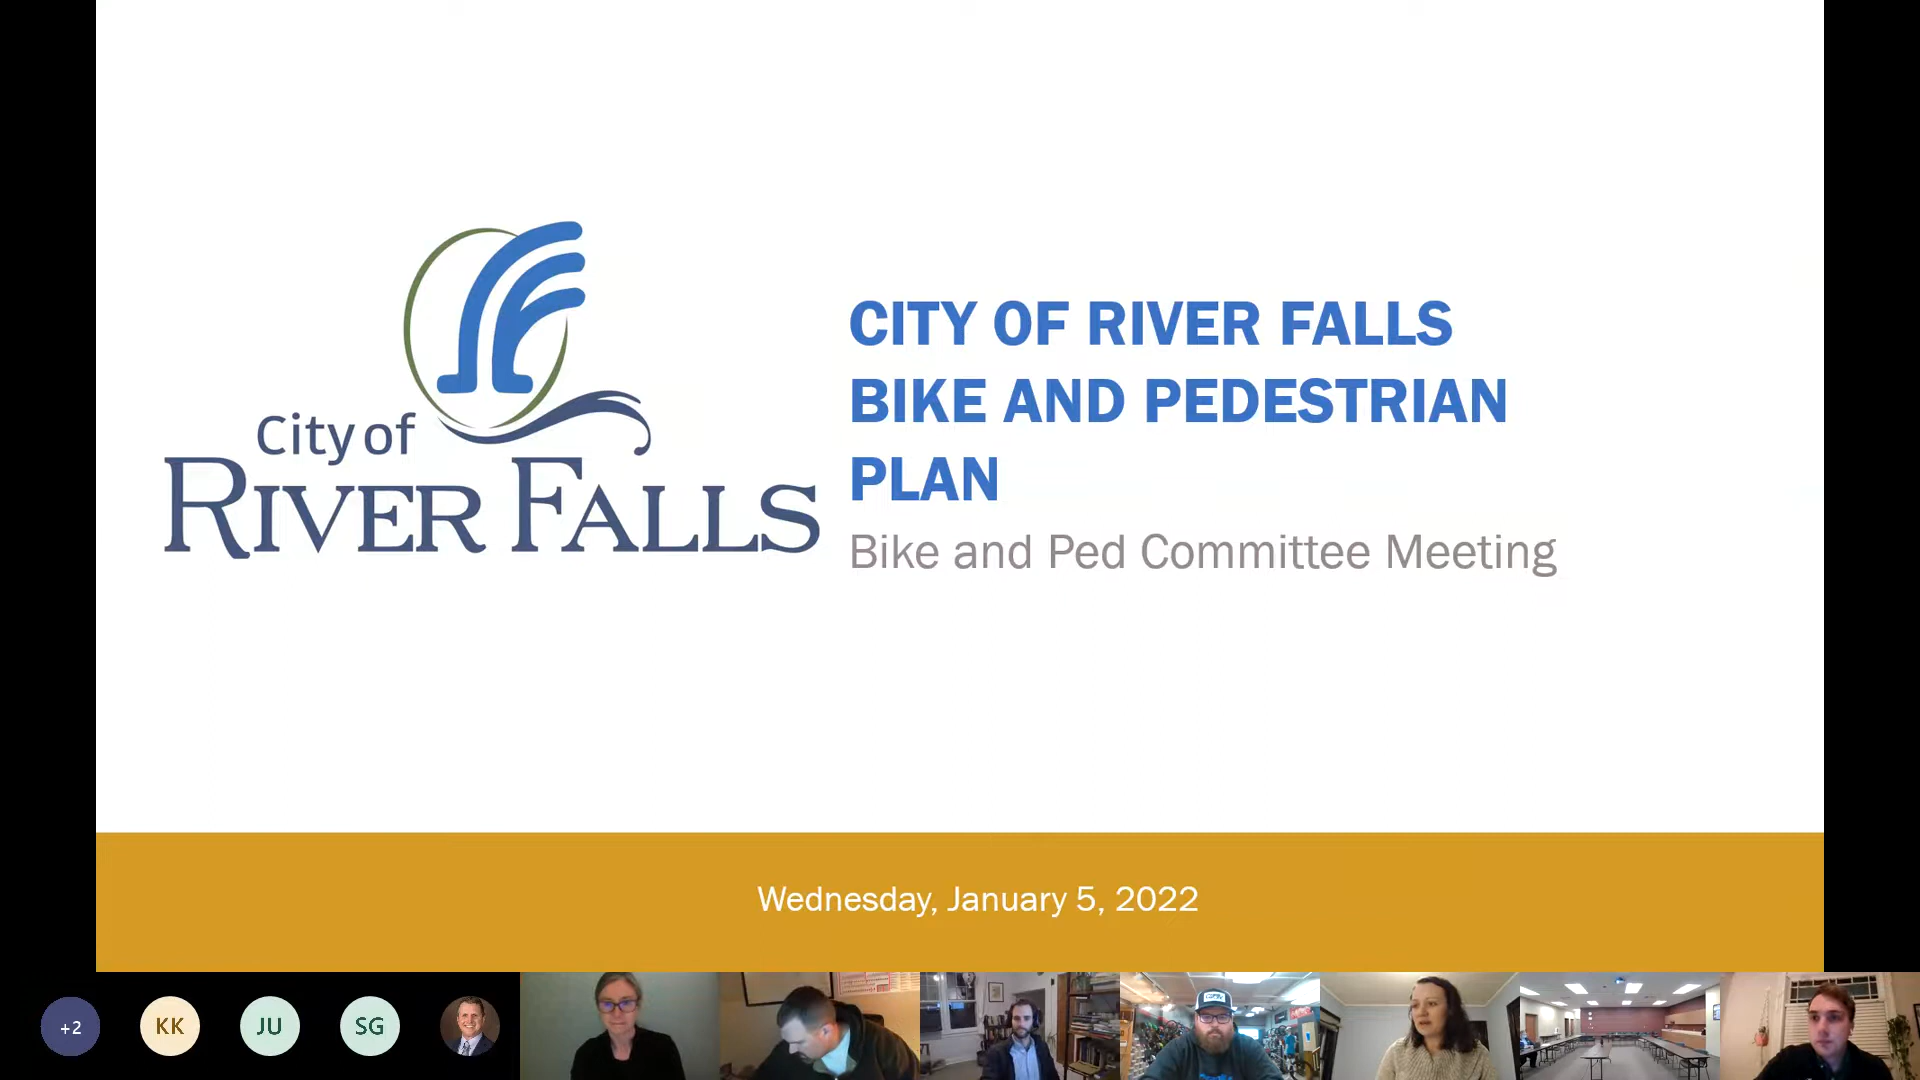 City of
RIVER FALLS
CITY OF RIVER FALLS
BIKE AND PEDESTRIAN
PLAN
Bike and Ped Committee Meeting
Wednesday, January 5, 2022
+2
KK
JU
SG